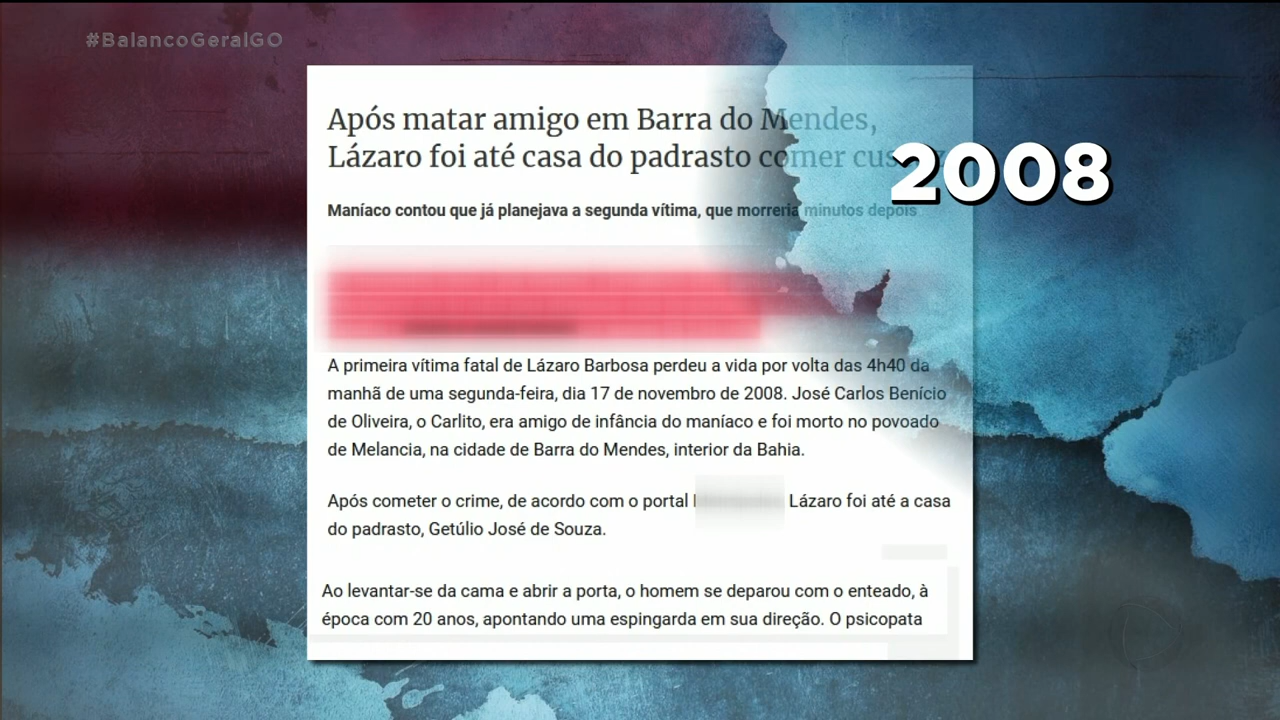 #BalancoGeralGO
Após matar amigo em Barra do Mendes,
2008
Lázaro foi até casa do padrasto comer
Maníaco contou que já planejava a segunda vítima, que morreria minutos depois
A primeira vítima fatal de Lázaro Barbosa perdeu a vida por volta das 4h40 da
manhã de uma segunda-feira, dia 17 de novembro de 2008. José Carlos Benício
de Oliveira, o Carlito, era amigo de infância do maníaco e foi morto no povoado
de Melancia, na cidade de Barra do Mendes, interior da Bahia.
Após cometer o crime, de acordo com o portal Lázaro foi até a casa
do padrasto, Getúlio José de Souza.
Ao levantar-se da cama e abrir a porta, o homem se deparou com o enteado, à
época com 20 anos, apontando uma espingarda em sua direção. O psicopata